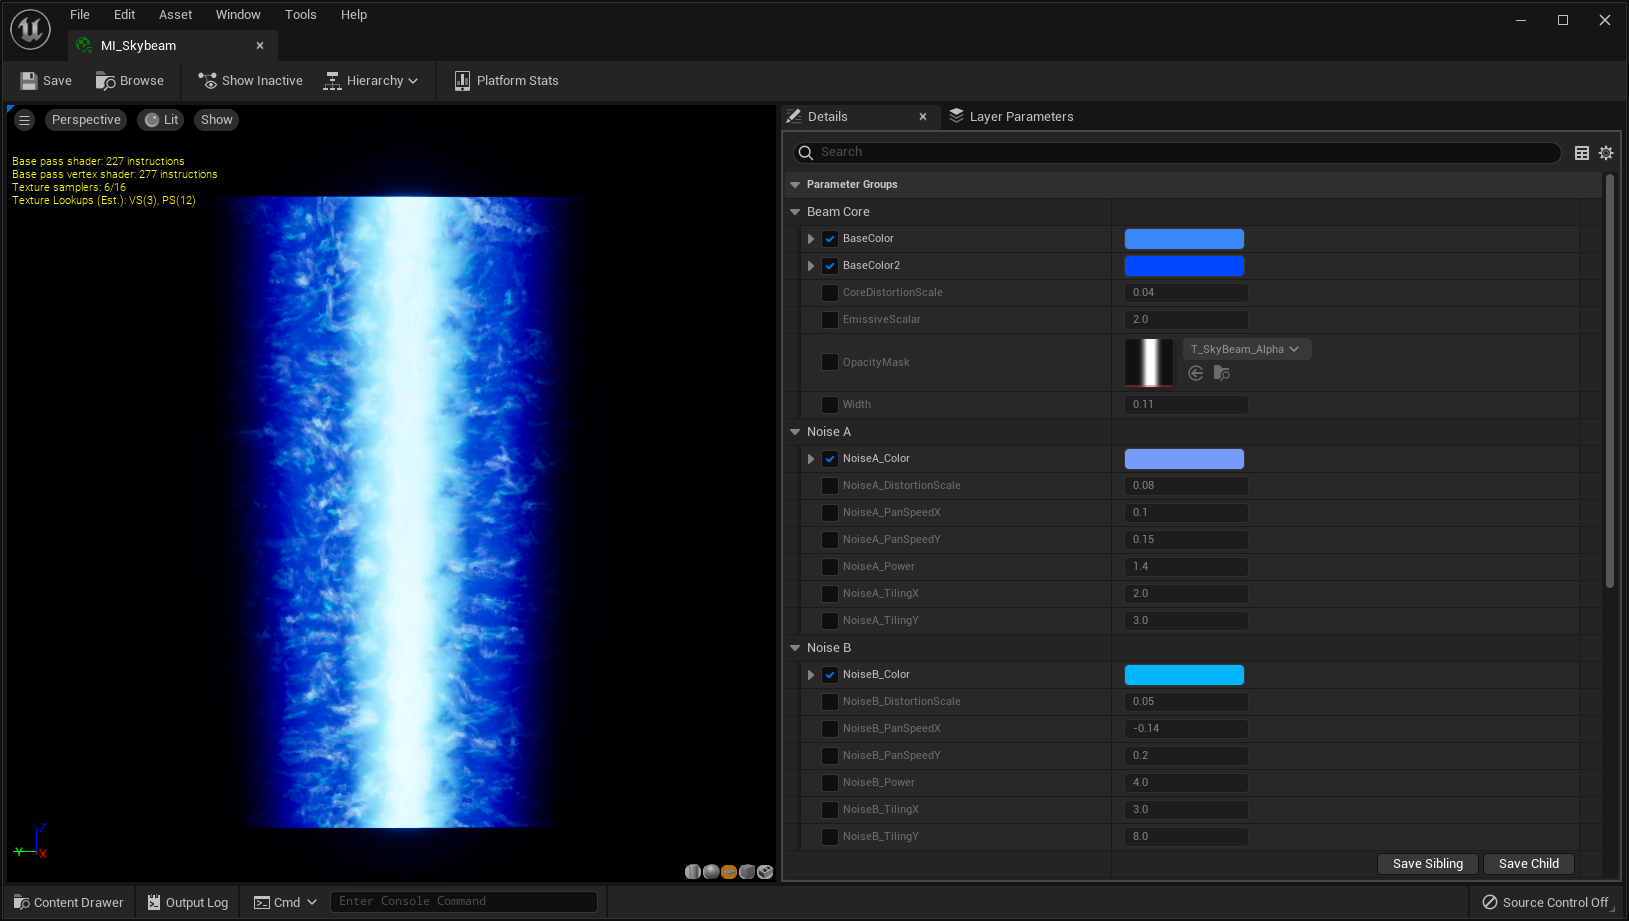 File Edit Asset Window Tools Help
MI_Skybeam
Save Browse Show Inactive Hierarchy Platform Stats
Perspective Lit Show
Base pass shader: 227 instructions
Base pass vertex shader: 277 instructions
Texture samplers: 6/16
Texture Lookups (Est.): VS(3), PS(12)
Z
Y X
Details Layer Parameters
Search
Parameter Groups
Beam Core
BaseColor
BaseColor2
CoreDistortionScale 0.04
EmissiveScalar 2.0
OpacityMask T_SkyBeam_Alpha
Width 0.11
Noise A
NoiseA_Color
NoiseA_DistortionScale 0.08
NoiseA_PanSpeedX 0.1
NoiseA_PanSpeedY 0.15
NoiseA_Power 1.4
NoiseA_TilingX 2.0
NoiseA_TilingY 3.0
Noise B
NoiseB_Color
NoiseB_DistortionScale 0.05
NoiseB_PanSpeedX -0.14
NoiseB_PanSpeedY 0.2
NoiseB_Power 4.0
NoiseB_TilingX 3.0
NoiseB_TilingY 8.0
Save Sibling Save Child
Content Drawer Output Log Cmd Enter Console Command Source Control Off